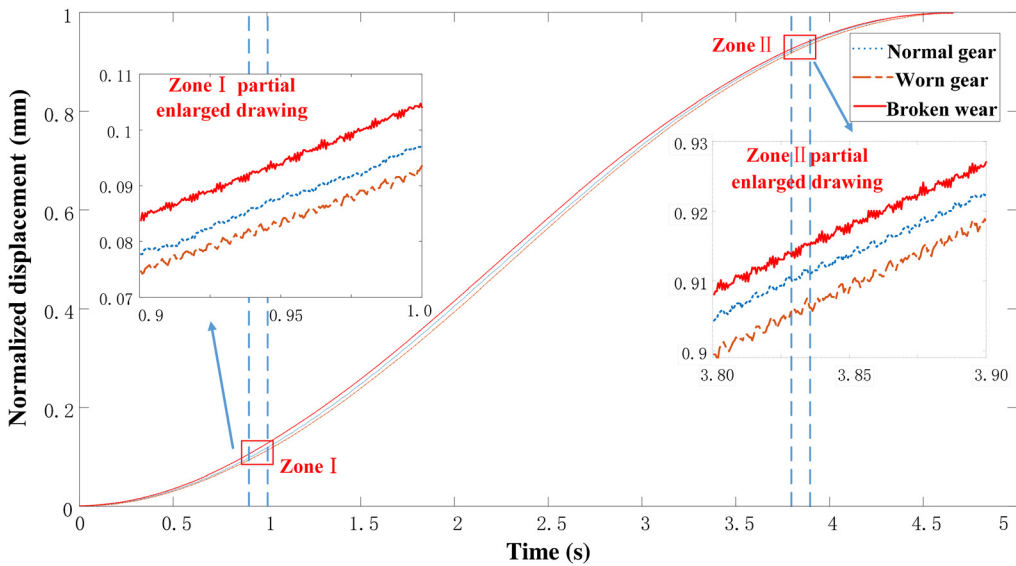 Normalized displacement (mm)
1
0.8
0.6
0.4
0.2
0
0
0.5
1
1.5
2
2.5
3
3.5
4
4.5
5
Time (s)
Zone Ⅰ partial
enlarged drawing
0.11
0.1
0.09
0.08
0.07
0.9
0.95
1.0
Zone Ⅰ
Zone Ⅱ
Normal gear
Worn gear
Broken wear
Zone Ⅱ partial
enlarged drawing
0.93
0.92
0.91
0.9
3.80
3.85
3.90